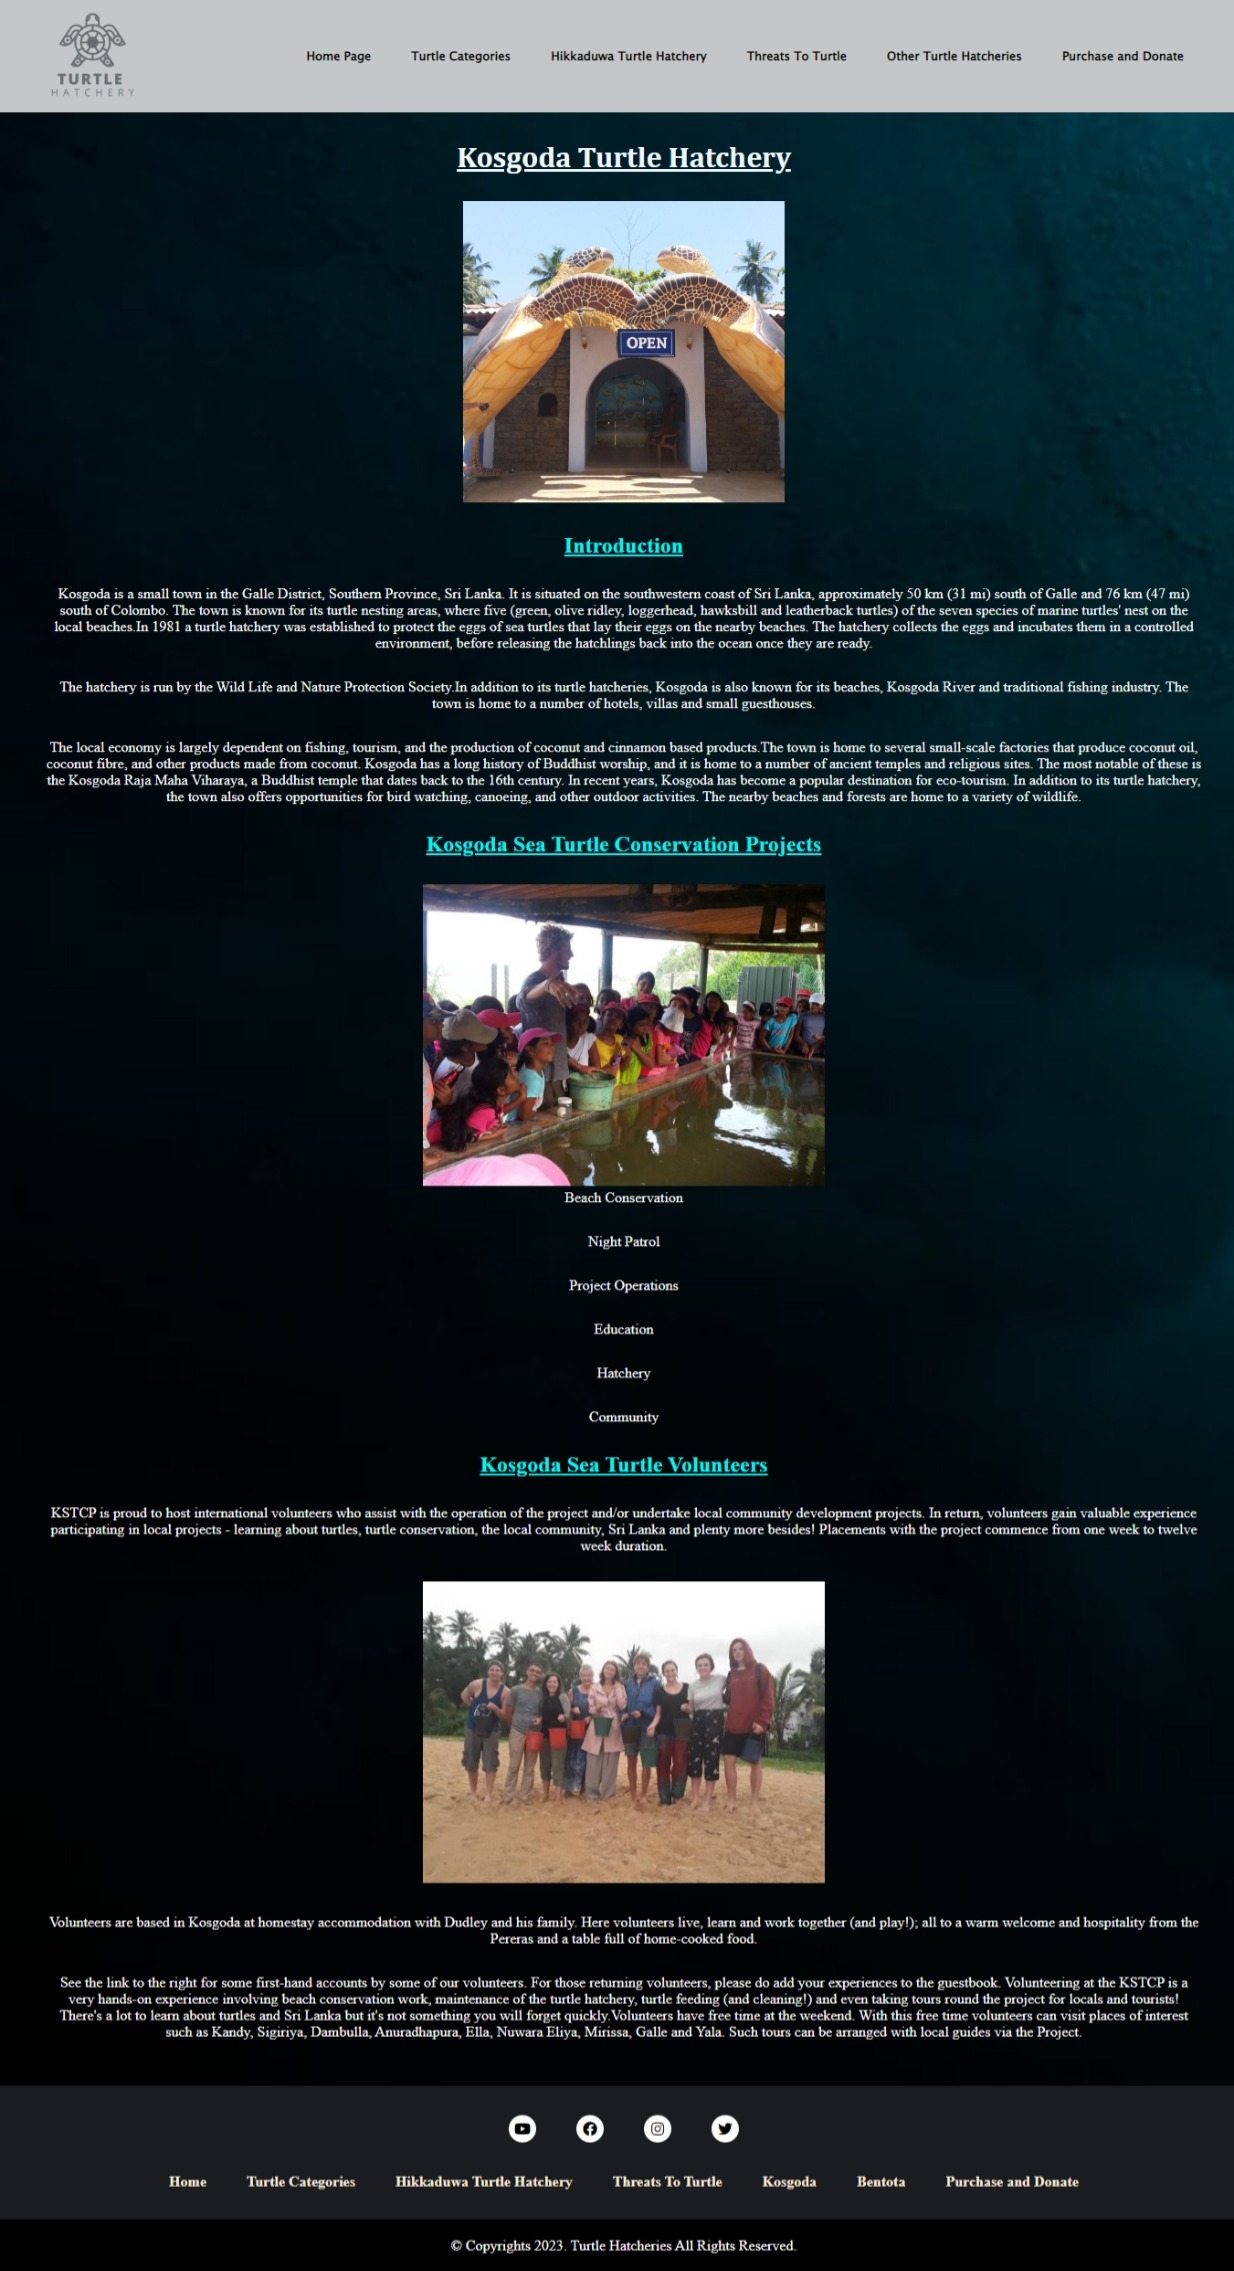 TURTLE
HATCHERY
Home Page
Turtle Categories
Hikkaduwa Turtle Hatchery
Threats To Turtle
Other Turtle Hatcheries
Purchase and Donate
Kosgoda Turtle Hatchery
OPEN
Introduction
Kosgoda is a small town in the Galle District, Southern Province, Sri Lanka. It is situated on the southwestern coast of Sri Lanka, approximately 50 km (31 mi) south of Galle and 76 km (47 mi)
south of Colombo. The town is known for its turtle nesting areas, where five (green, olive ridley, loggerhead, hawksbill and leatherback turtles) of the seven species of marine turtles' nest on the
local beaches.In 1981 a turtle hatchery was established to protect the eggs of sea turtles that lay their eggs on the nearby beaches. The hatchery collects the eggs and incubates them in a controlled
environment, before releasing the hatchlings back into the ocean once they are ready.
The hatchery is run by the Wild Life and Nature Protection Society.In addition to its turtle hatcheries, Kosgoda is also known for its beaches, Kosgoda River and traditional fishing industry. The
town is home to a number of hotels, villas and small guesthouses.
The local economy is largely dependent on fishing, tourism, and the production of coconut and cinnamon based products.The town is home to several small-scale factories that produce coconut oil,
coconut fibre, and other products made from coconut. Kosgoda has a long history of Buddhist worship, and it is home to a number of ancient temples and religious sites. The most notable of these is
the Kosgoda Raja Maha Viharaya, a Buddhist temple that dates back to the 16th century. In recent years, Kosgoda has become a popular destination for eco-tourism. In addition to its turtle hatchery,
the town also offers opportunities for bird watching, canoeing, and other outdoor activities. The nearby beaches and forests are home to a variety of wildlife.
Kosgoda Sea Turtle Conservation Projects
Beach Conservation
Night Patrol
Project Operations
Education
Hatchery
Community
Kosgoda Sea Turtle Volunteers
KSTCP is proud to host international volunteers who assist with the operation of the project and/or undertake local community development projects. In return, volunteers gain valuable experience
participating in local projects - learning about turtles, turtle conservation, the local community, Sri Lanka and plenty more besides! Placements with the project commence from one week to twelve
week duration.
Volunteers are based in Kosgoda at homestay accommodation with Dudley and his family. Here volunteers live, learn and work together (and play!); all to a warm welcome and hospitality from the
Pereras and a table full of home-cooked food.
See the link to the right for some first-hand accounts by some of our volunteers. For those returning volunteers, please do add your experiences to the guestbook. Volunteering at the KSTCP is a
very hands-on experience involving beach conservation work, maintenance of the turtle hatchery, turtle feeding (and cleaning!) and even taking tours round the project for locals and tourists!
There's a lot to learn about turtles and Sri Lanka but it's not something you will forget quickly.Volunteers have free time at the weekend. With this free time volunteers can visit places of interest
such as Kandy, Sigiriya, Dambulla, Anuradhapura, Ella, Nuwara Eliya, Mirissa, Galle and Yala. Such tours can be arranged with local guides via the Project.
Home
Turtle Categories
Hikkaduwa Turtle Hatchery
Threats To Turtle
Kosgoda
Bentota
Purchase and Donate
© Copyrights 2023. Turtle Hatcheries All Rights Reserved.